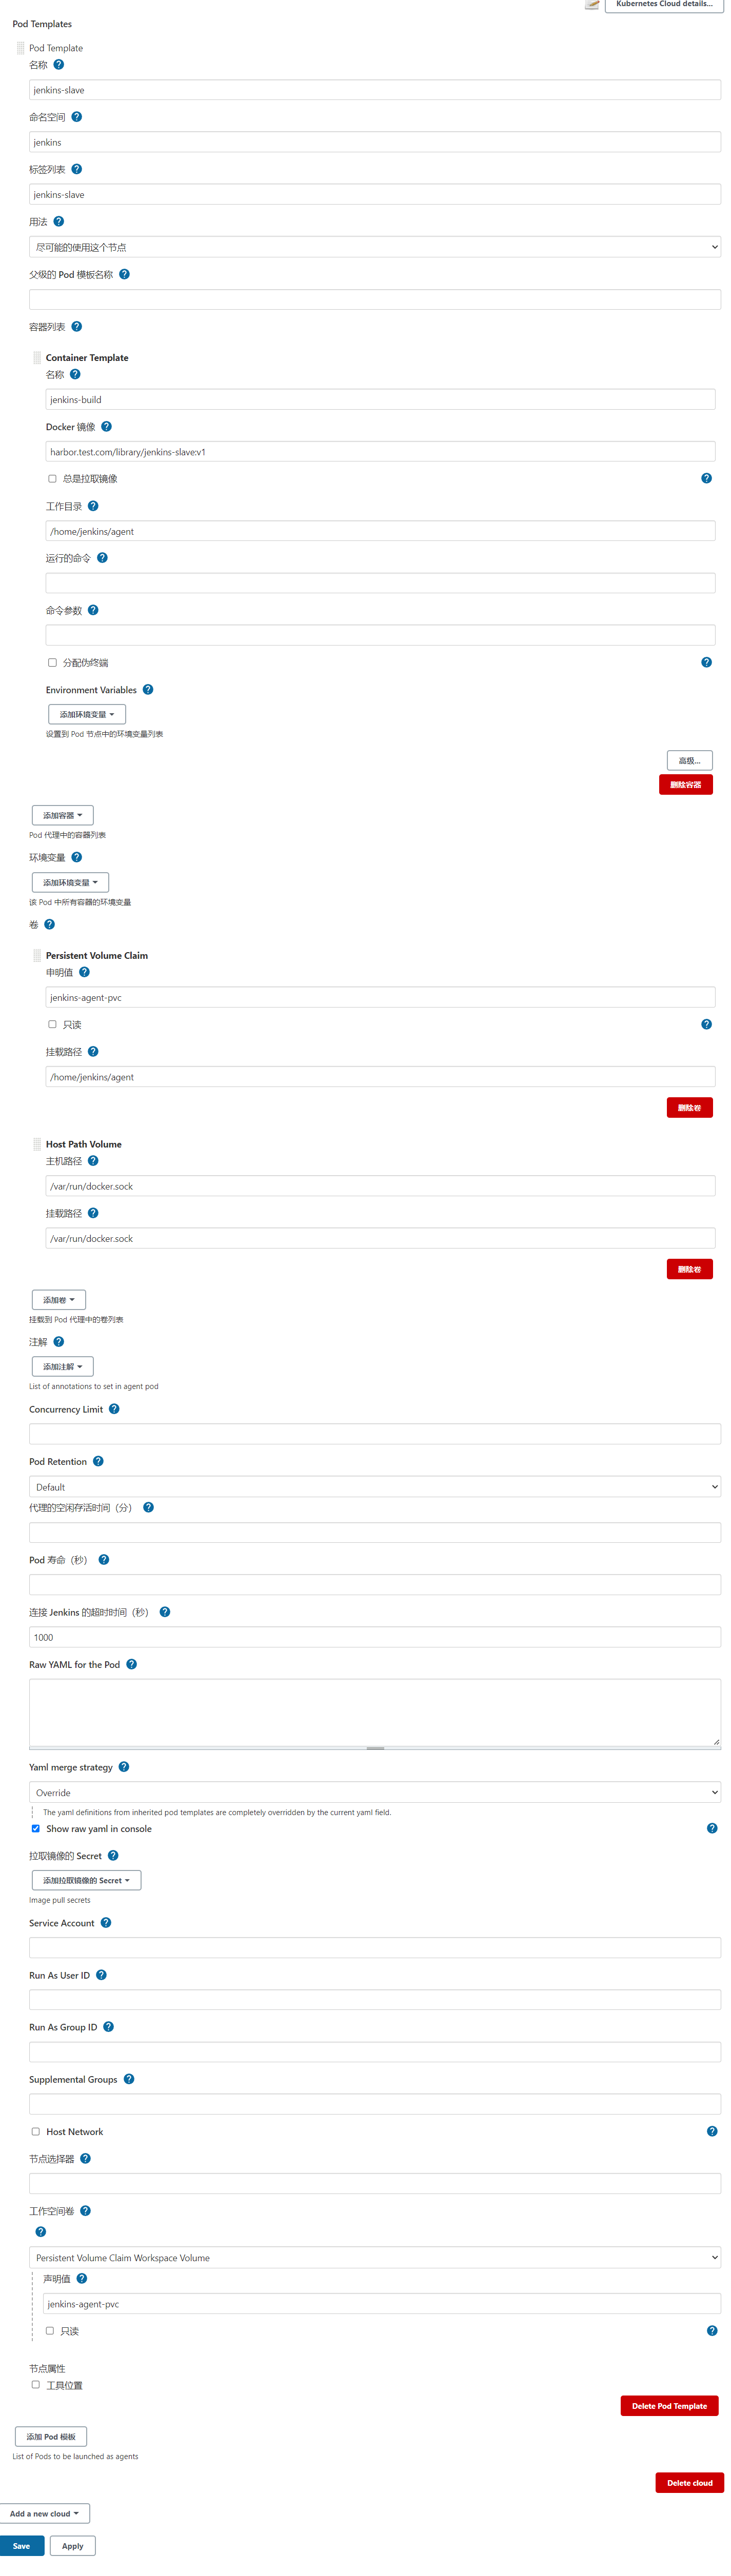 Kubernetes Cloud details...
Pod Templates
Pod Template
名称
jenkins-slave
命名空间
jenkins
标签列表
jenkins-slave
用法
尽可能的使用这个节点
父级的 Pod 模板名称
容器列表
Container Template
名称
jenkins-build
Docker 镜像
harbor.test.com/library/jenkins-slave:v1
总是拉取镜像
工作目录
/home/jenkins/agent
运行的命令
命令参数
分配伪终端
Environment Variables
添加环境变量
设置到 Pod 节点中的环境变量列表
高级...
删除容器
添加容器
Pod 代理中的容器列表
环境变量
添加环境变量
该 Pod 中所有容器的环境变量
卷
Persistent Volume Claim
申明值
jenkins-agent-pvc
只读
挂载路径
/home/jenkins/agent
删除卷
Host Path Volume
主机路径
/var/run/docker.sock
挂载路径
/var/run/docker.sock
删除卷
添加卷
挂载到 Pod 代理中的卷列表
注解
添加注解
List of annotations to set in agent pod
Concurrency Limit
Pod Retention
Default
代理的空闲存活时间（分）
Pod 寿命（秒）
连接 Jenkins 的超时时间（秒）
1000
Raw YAML for the Pod
Yaml merge strategy
Override
The yaml definitions from inherited pod templates are completely overridden by the current yaml field.
Show raw yaml in console
拉取镜像的 Secret
添加拉取镜像的 Secret
Image pull secrets
Service Account
Run As User ID
Run As Group ID
Supplemental Groups
Host Network
节点选择器
工作空间卷
Persistent Volume Claim Workspace Volume
声明值
jenkins-agent-pvc
只读
节点属性
工具位置
Delete Pod Template
添加 Pod 模板
List of Pods to be launched as agents
Delete cloud
Add a new cloud
Save
Apply